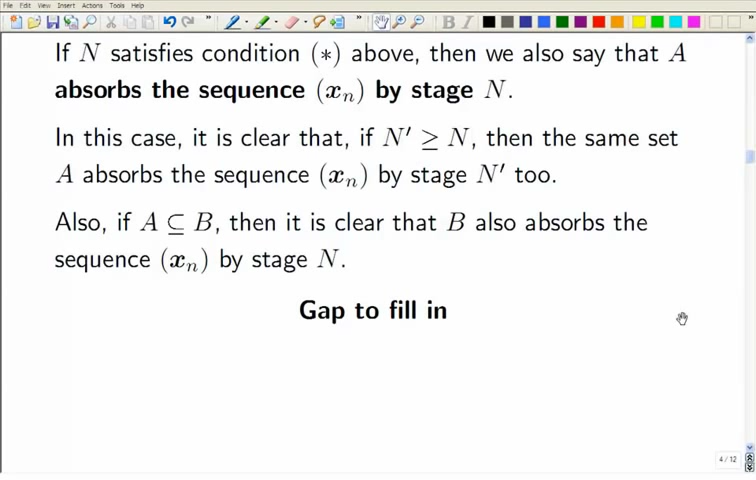 File Edit View Insert Actions Tools Help
B I U
If N satisfies condition (∗) above, then we also say that A
absorbs the sequence (xₙ) by stage N.
In this case, it is clear that, if N′ ≥ N, then the same set
A absorbs the sequence (xₙ) by stage N′ too.
Also, if A ⊆ B, then it is clear that B also absorbs the
sequence (xₙ) by stage N.
Gap to fill in
4 / 12